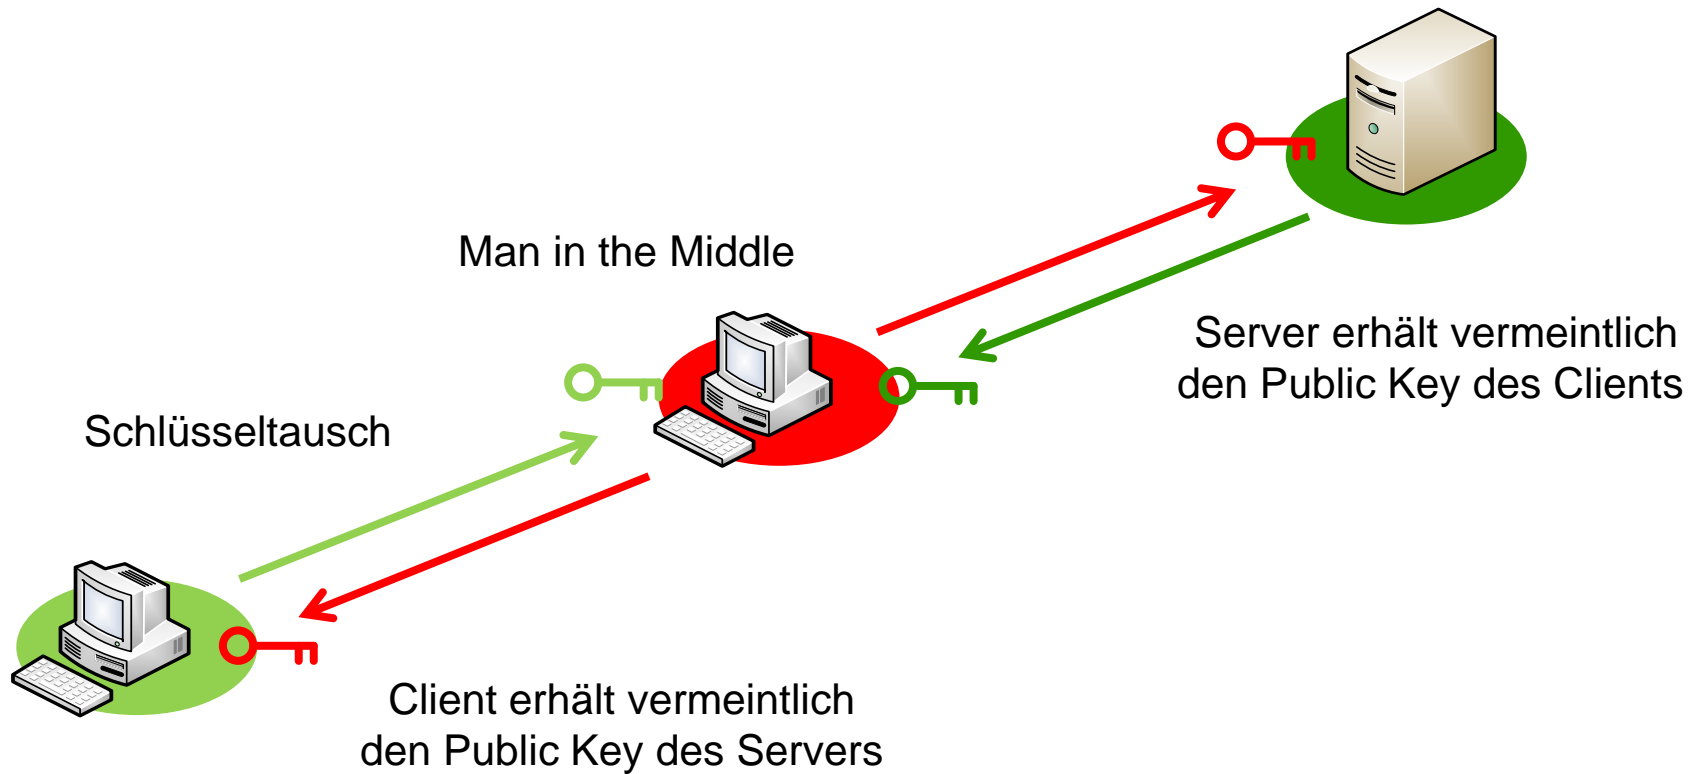 Man in the Middle
Server erhält vermeintlich
den Public Key des Clients
Schlüsseltausch
Client erhält vermeintlich
den Public Key des Servers